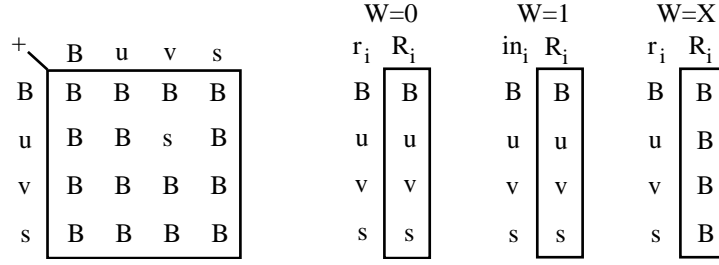 W=0 W=1 W=X
+ B u v s r_i R_i in_i R_i r_i R_i
B B B B B B B B B B B
u B B s B u u u u u B
v B B B B v v v v v B
s B B B B s s s s s B